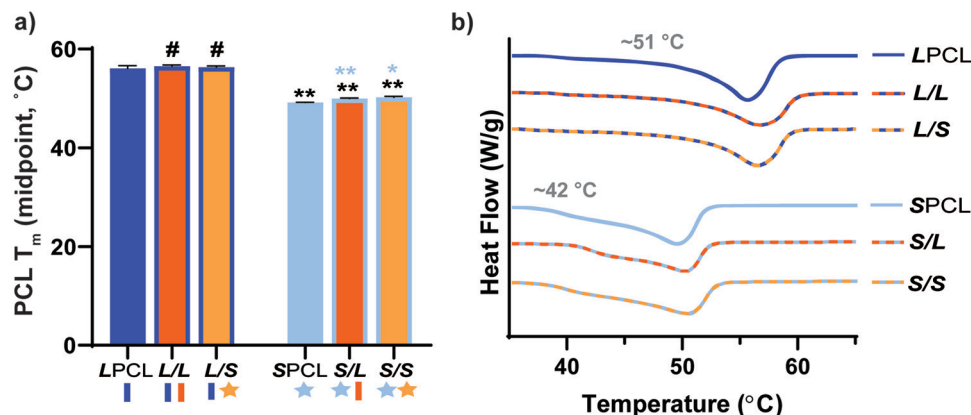 a)
PCL Tm (midpoint, °C)
60
40
20
0
# #
** ** **
** *
LPCL L/L L/S SPCL S/L S/S
b)
Heat Flow (W/g)
~51 °C
~42 °C
LPCL
L/L
L/S
SPCL
S/L
S/S
40 50 60
Temperature (°C)